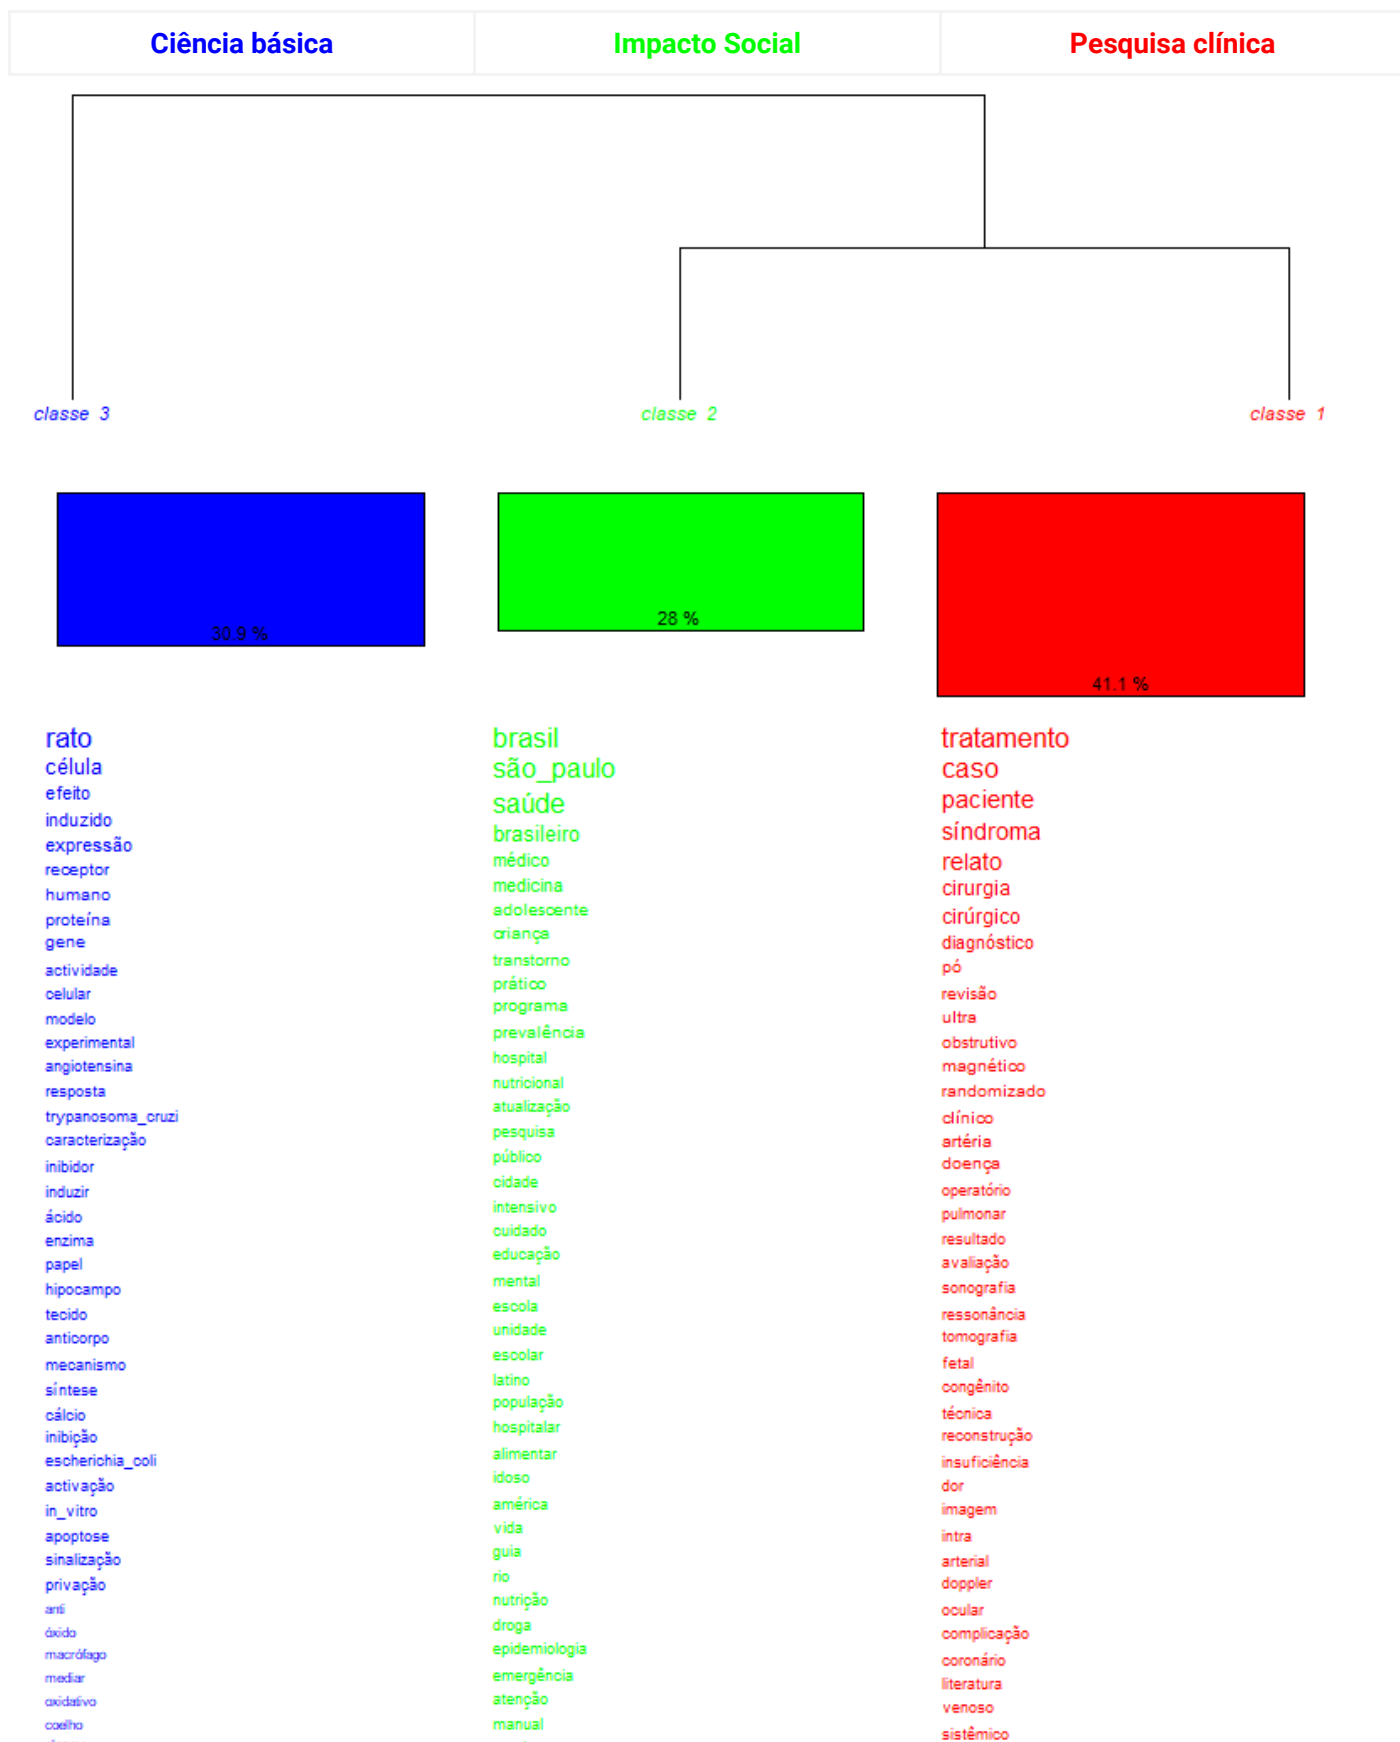 Ciência básica
Impacto Social
Pesquisa clínica
classe 3
classe 2
classe 1
30.9 %
28 %
41.1 %
rato
célula
efeito
induzido
expressão
receptor
humano
proteína
gene
actividade
celular
modelo
experimental
angiotensina
resposta
trypanosoma_cruzi
caracterização
inibidor
induzir
ácido
enzima
papel
hipocampo
tecido
anticorpo
mecanismo
síntese
cálcio
inibição
escherichia_coli
activação
in_vitro
apoptose
sinalização
privação
anti
óxido
macrófago
mediar
oxidativo
coelho
brasil
são_paulo
saúde
brasileiro
médico
medicina
adolescente
criança
transtorno
prático
programa
prevalência
hospital
nutricional
atualização
pesquisa
público
cidade
intensivo
cuidado
educação
mental
escola
unidade
escolar
latino
população
hospitalar
alimentar
idoso
américa
vida
guia
rio
nutrição
droga
epidemiologia
emergência
atenção
manual
tratamento
caso
paciente
síndroma
relato
cirurgia
cirúrgico
diagnóstico
pó
revisão
ultra
obstrutivo
magnético
randomizado
clínico
artéria
doença
operatório
pulmonar
resultado
avaliação
sonografia
ressonância
tomografia
fetal
congênito
técnica
reconstrução
insuficiência
dor
imagem
intra
arterial
doppler
ocular
complicação
coronário
literatura
venoso
sistêmico